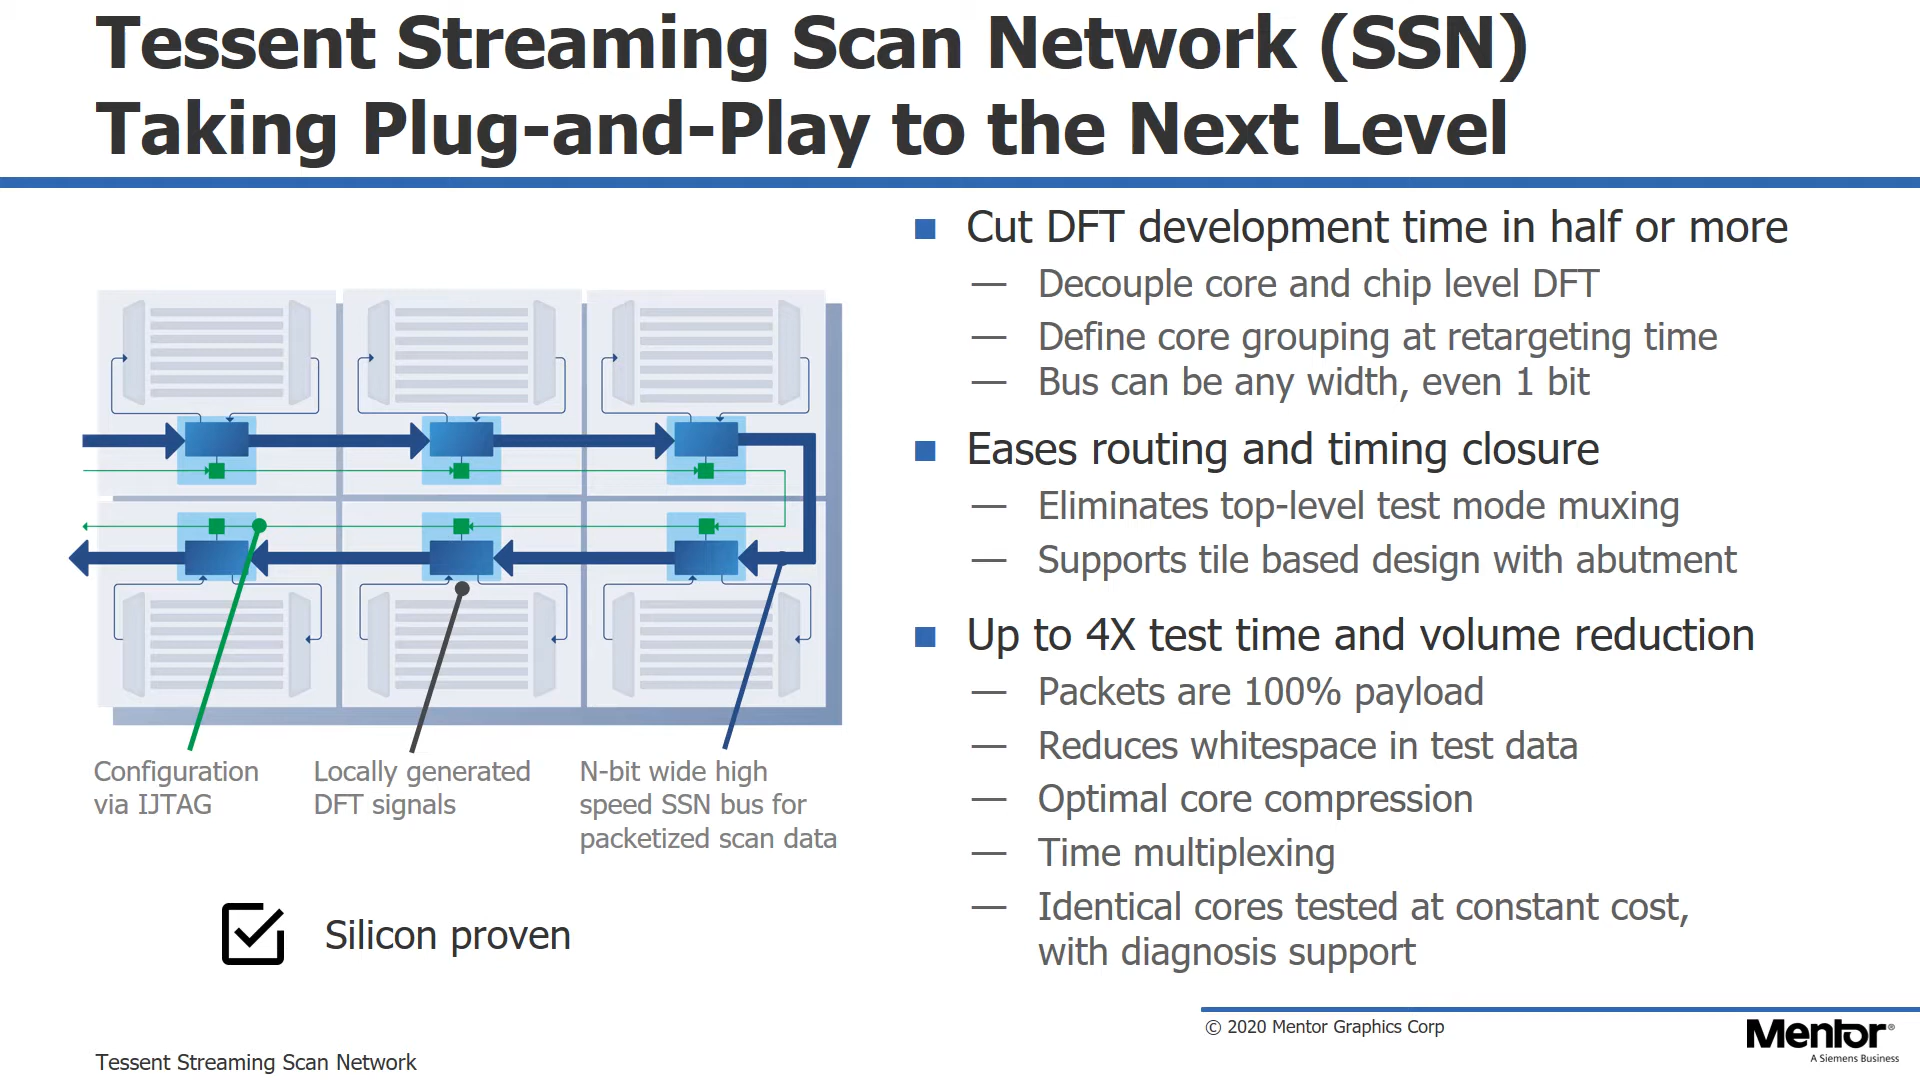 Tessent Streaming Scan Network (SSN)
Taking Plug-and-Play to the Next Level
Configuration
via IJTAG
Locally generated
DFT signals
N-bit wide high
speed SSN bus for
packetized scan data
Silicon proven
■ Cut DFT development time in half or more
— Decouple core and chip level DFT
— Define core grouping at retargeting time
— Bus can be any width, even 1 bit
■ Eases routing and timing closure
— Eliminates top-level test mode muxing
— Supports tile based design with abutment
■ Up to 4X test time and volume reduction
— Packets are 100% payload
— Reduces whitespace in test data
— Optimal core compression
— Time multiplexing
— Identical cores tested at constant cost,
with diagnosis support
© 2020 Mentor Graphics Corp
Mentor®
A Siemens Business
Tessent Streaming Scan Network